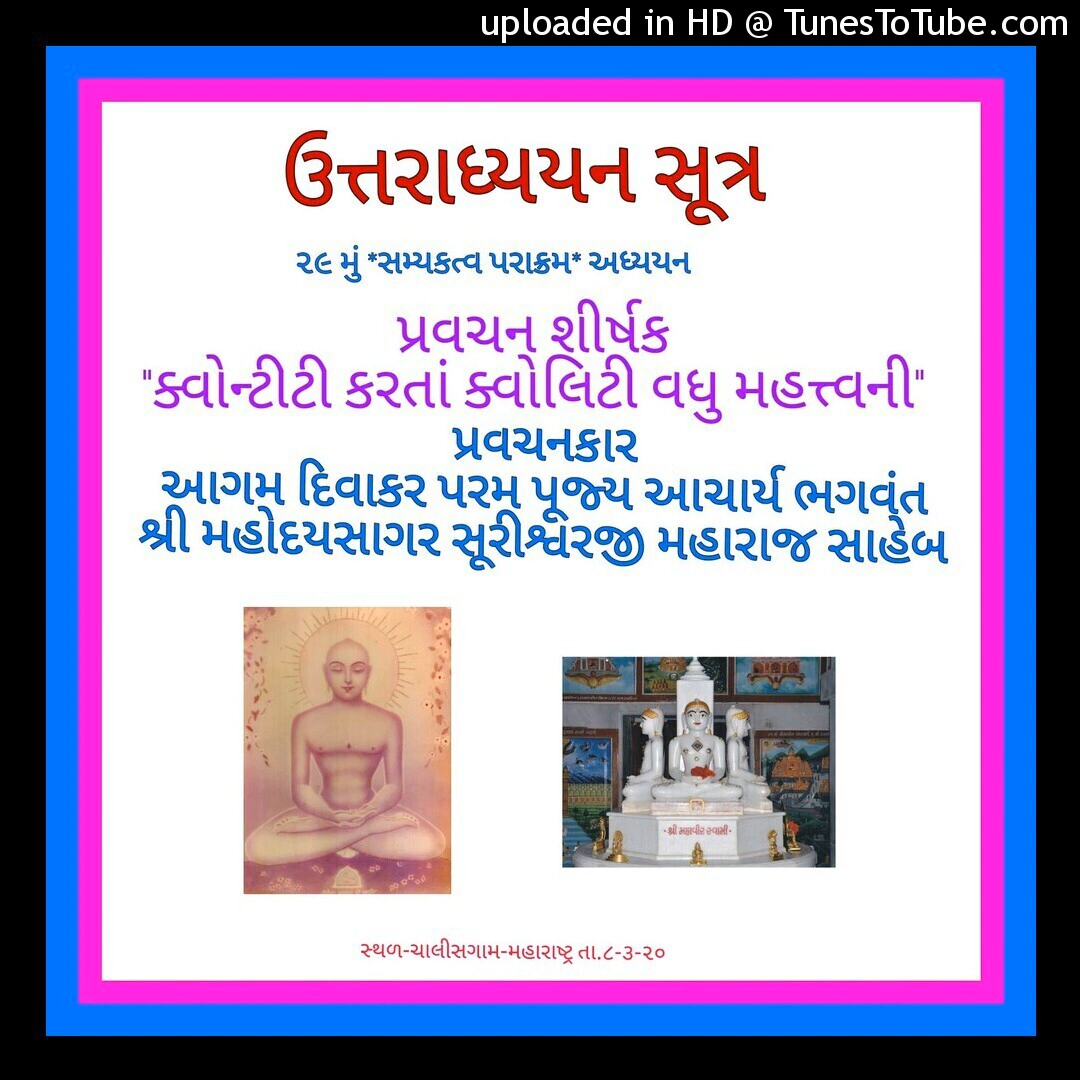 uploaded in HD @ TunesToTube.com
ઉત્તરાધ્યયન સૂત્ર
૨૯ મું *સમ્યકત્વ પરાક્રમ* અધ્યયન
પ્રવચન શીર્ષક
"ક્વોન્ટીટી કરતાં ક્વોલિટી વધુ મહત્ત્વની"
પ્રવચનકાર
આગમ દિવાકર પરમ પૂજ્ય આચાર્ય ભગવંત
શ્રી મહોદયસાગર સૂરીશ્વરજી મહારાજ સાહેબ
• શ્રી મહાવીર સ્વામી •
સ્થળ-ચાલીસગામ-મહારાષ્ટ્ર તા.૮-૩-૨૦